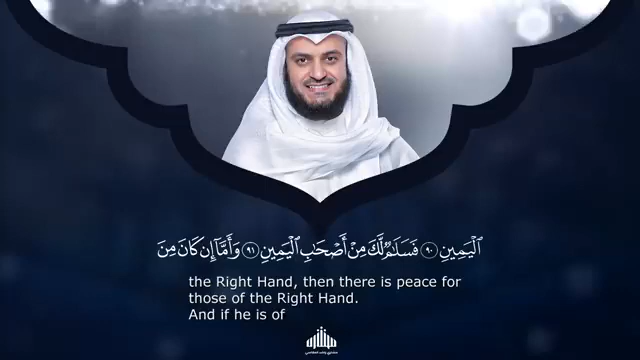 ٱلْيَمِينِ ٩٠ فَسَلَٰمٌ لَّكَ مِنْ أَصْحَٰبِ ٱلْيَمِينِ ٩١ وَأَمَّآ إِن كَانَ مِنَ
the Right Hand, then there is peace for
those of the Right Hand.
And if he is of